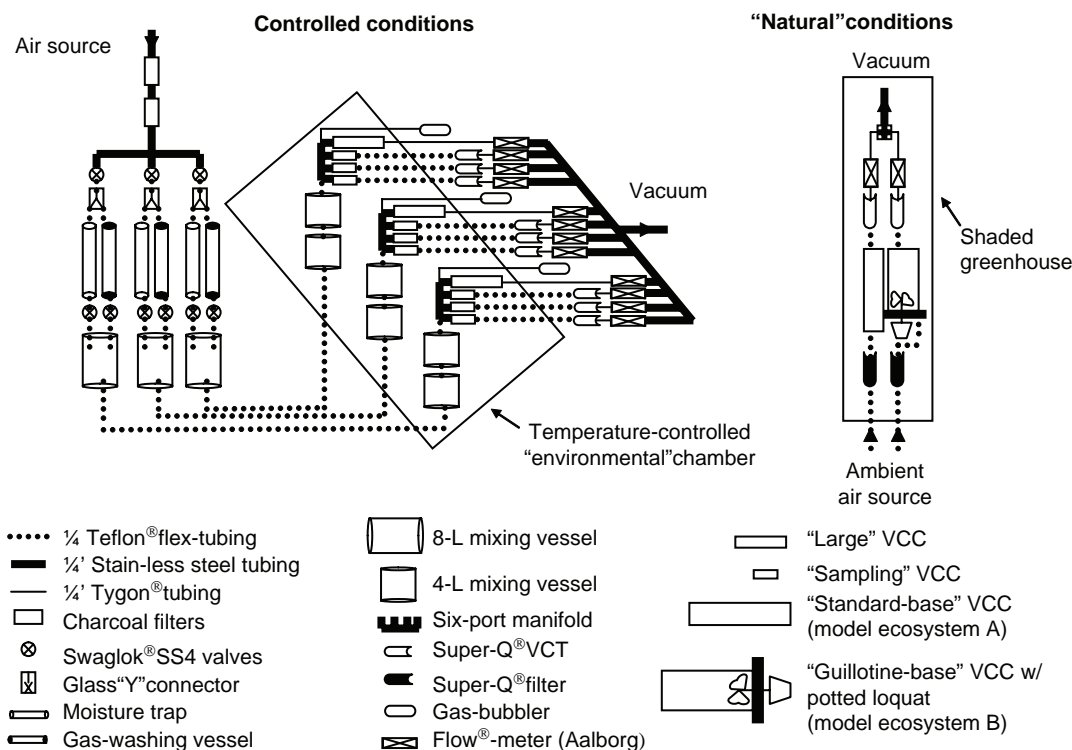 Controlled conditions
“Natural”conditions
Air source
Vacuum
Vacuum
Shaded
greenhouse
Temperature-controlled
“environmental”chamber
Ambient
air source
¼ Teflon®flex-tubing
¼' Stain-less steel tubing
¼' Tygon®tubing
Charcoal filters
Swaglok®SS4 valves
Glass“Y”connector
Moisture trap
Gas-washing vessel
8-L mixing vessel
4-L mixing vessel
Six-port manifold
Super-Q®VCT
Super-Q®filter
Gas-bubbler
Flow®-meter (Aalborg)
“Large” VCC
“Sampling” VCC
“Standard-base” VCC
(model ecosystem A)
“Guillotine-base” VCC w/
potted loquat
(model ecosystem B)